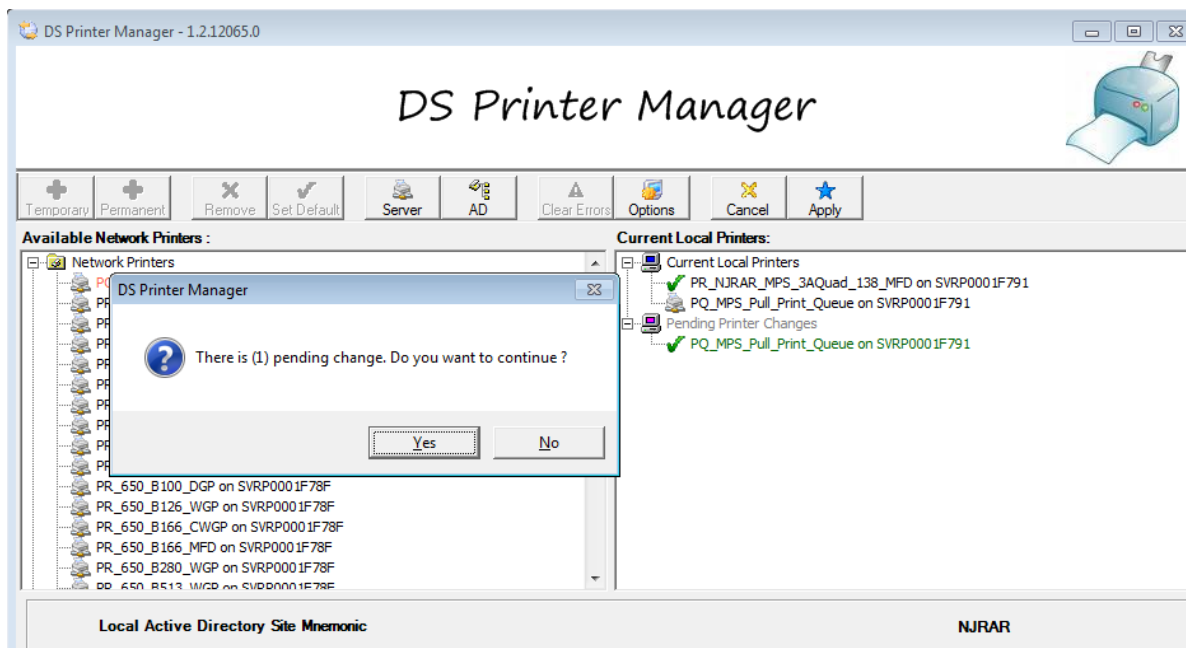 DS Printer Manager - 1.2.12065.0
DS Printer Manager
Temporary Permanent Remove Set Default Server AD Clear Errors Options Cancel Apply
Available Network Printers :
Network Printers
PR_650_B100_DGP on SVRP0001F78F
PR_650_B126_WGP on SVRP0001F78F
PR_650_B166_CWGP on SVRP0001F78F
PR_650_B166_MFD on SVRP0001F78F
PR_650_B280_WGP on SVRP0001F78F
PR_650_B513_WGP on SVRP0001F78F
DS Printer Manager
There is (1) pending change. Do you want to continue ?
Yes No
Current Local Printers:
Current Local Printers
PR_NJRAR_MPS_3AQuad_138_MFD on SVRP0001F791
PQ_MPS_Pull_Print_Queue on SVRP0001F791
Pending Printer Changes
PQ_MPS_Pull_Print_Queue on SVRP0001F791
Local Active Directory Site Mnemonic NJRAR